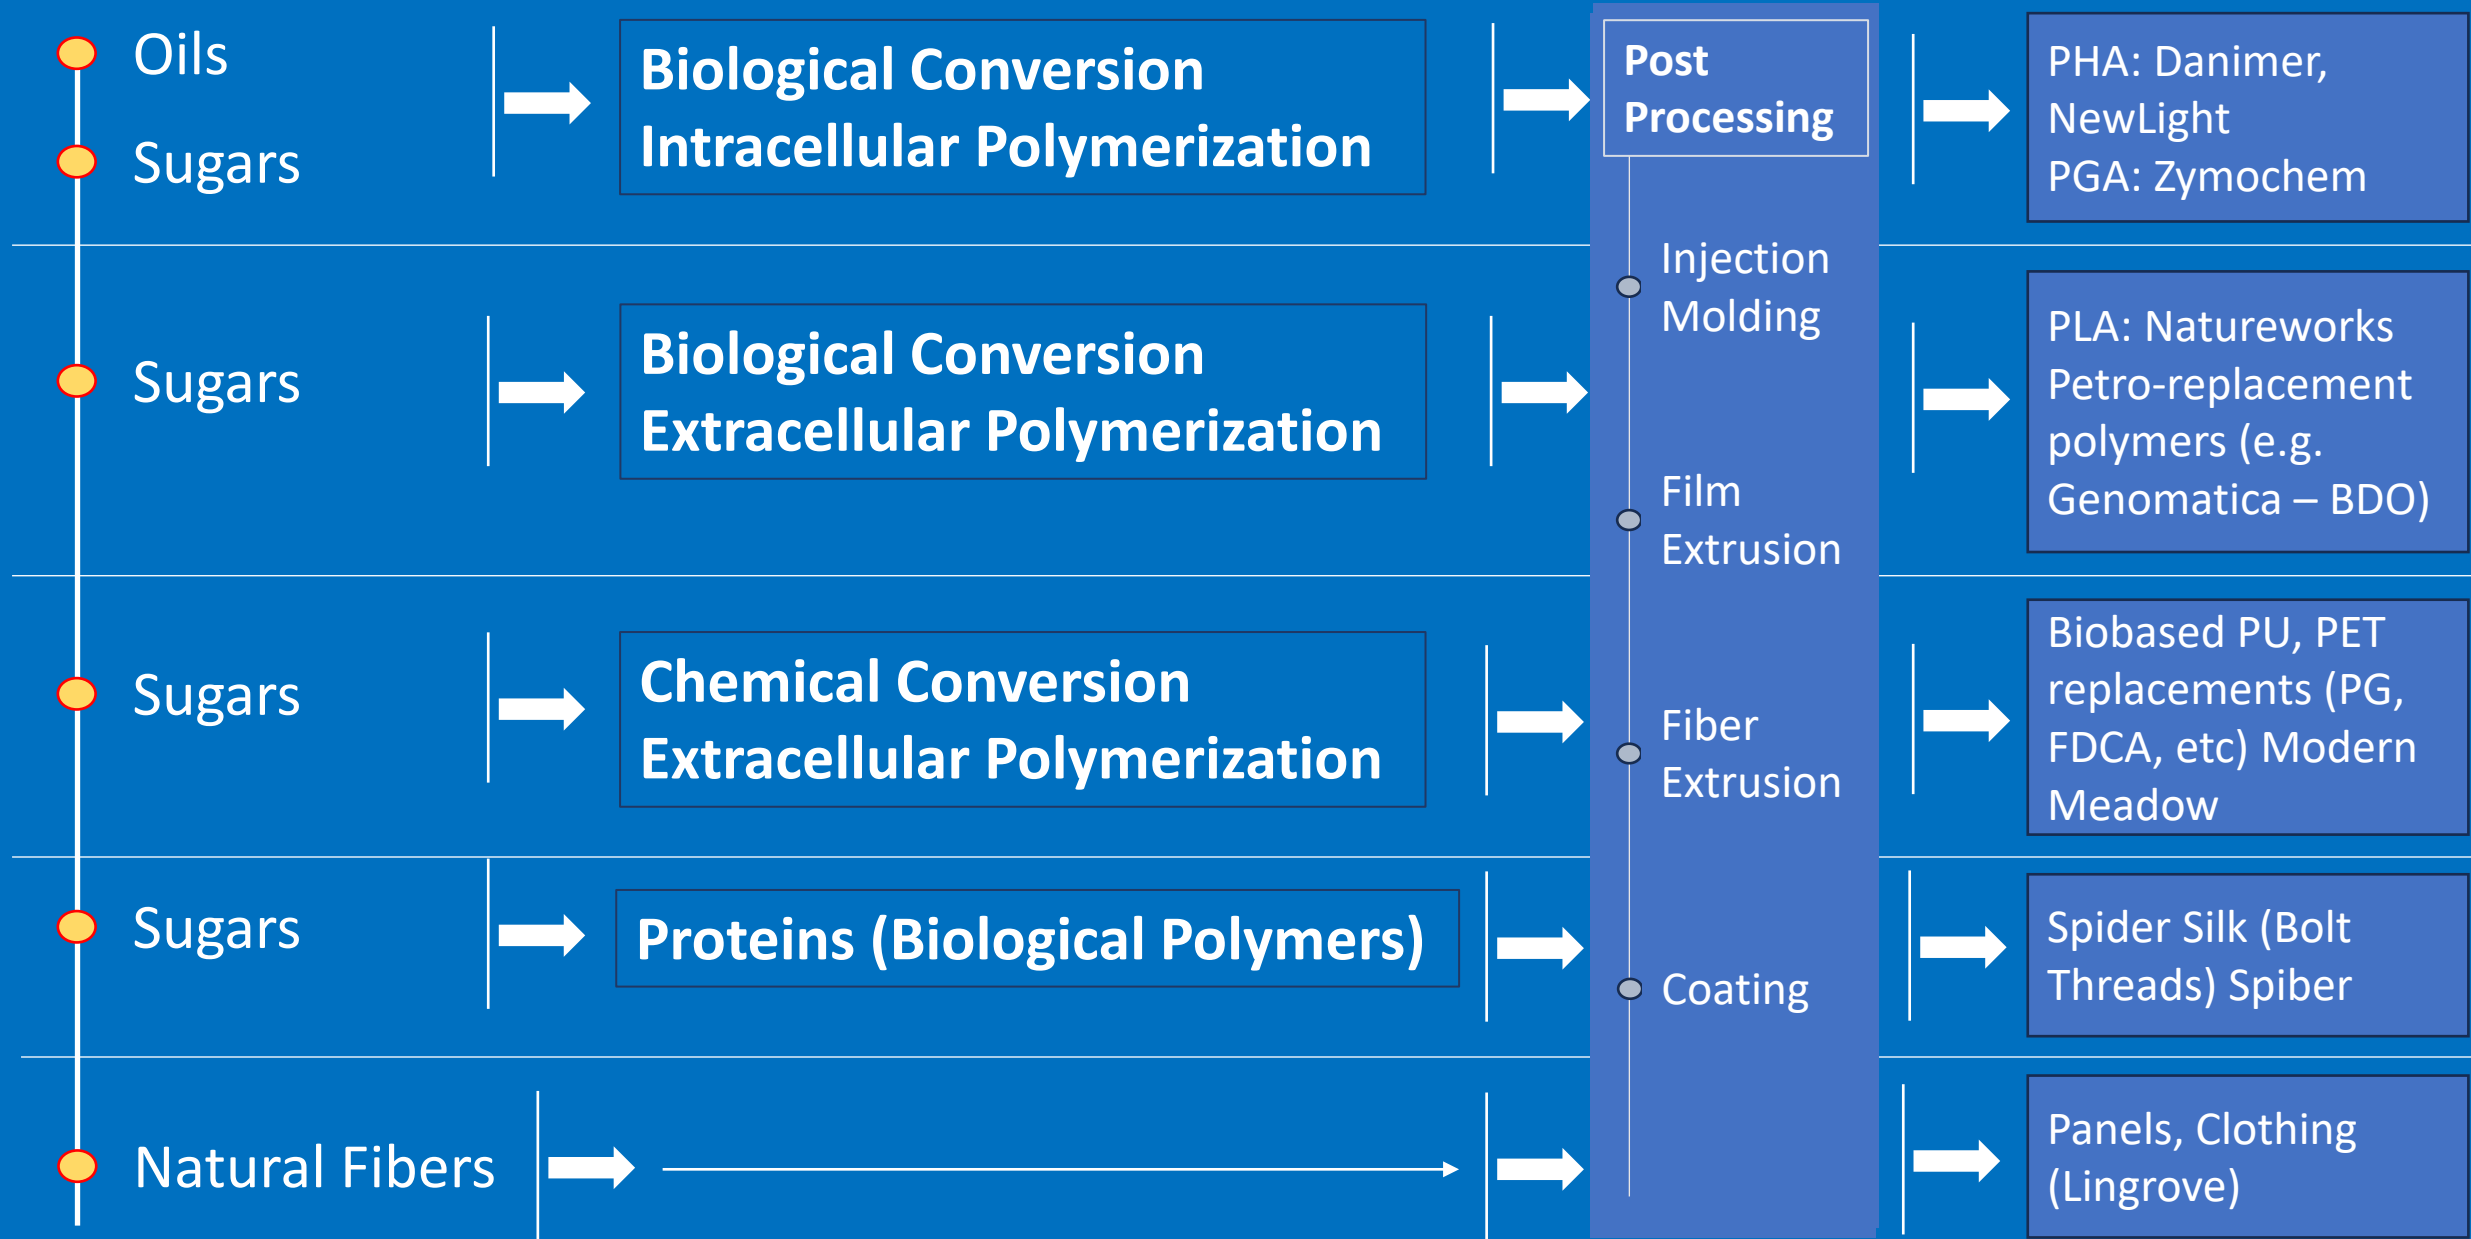 Oils
Sugars
Biological Conversion
Intracellular Polymerization
Post
Processing
PHA: Danimer,
NewLight
PGA: Zymochem
Sugars
Biological Conversion
Extracellular Polymerization
Injection
Molding
Film
Extrusion
PLA: Natureworks
Petro-replacement
polymers (e.g.
Genomatica – BDO)
Sugars
Chemical Conversion
Extracellular Polymerization
Fiber
Extrusion
Biobased PU, PET
replacements (PG,
FDCA, etc) Modern
Meadow
Sugars
Proteins (Biological Polymers)
Coating
Spider Silk (Bolt
Threads) Spiber
Natural Fibers
Panels, Clothing
(Lingrove)